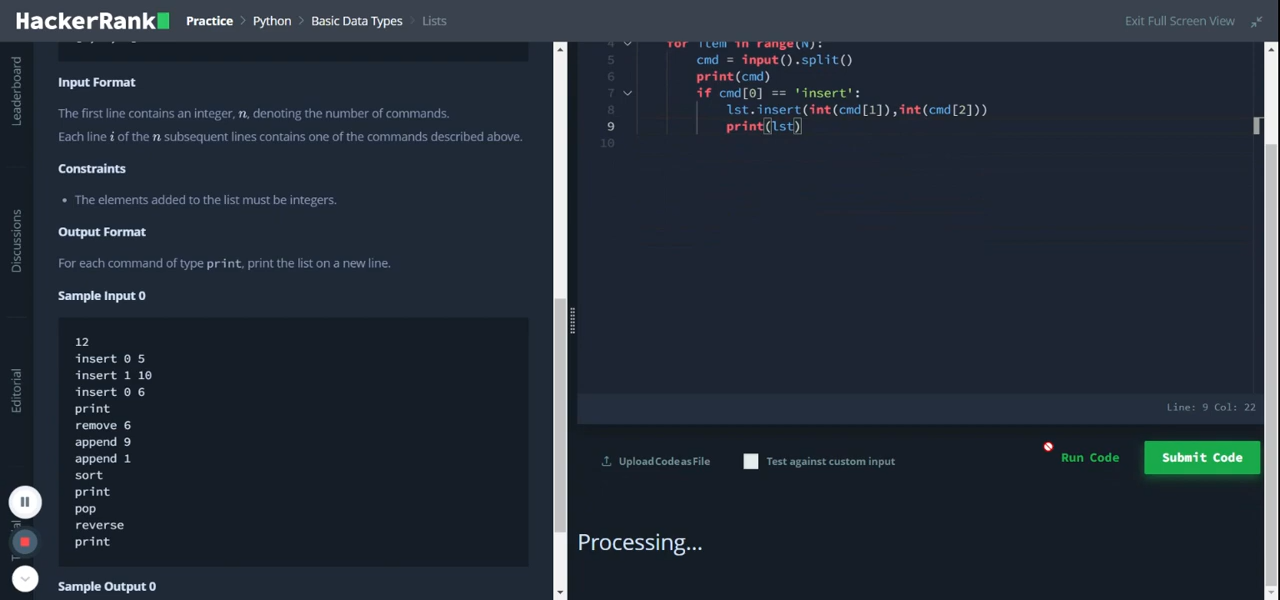 HackerRank
Practice > Python > Basic Data Types > Lists
Exit Full Screen View
Leaderboard
Discussions
Editorial
Input Format
The first line contains an integer, n, denoting the number of commands.
Each line i of the n subsequent lines contains one of the commands described above.
Constraints
• The elements added to the list must be integers.
Output Format
For each command of type print, print the list on a new line.
Sample Input 0
12
insert 0 5
insert 1 10
insert 0 6
print
remove 6
append 9
append 1
sort
print
pop
reverse
print
Sample Output 0
4 for item in range(N):
5 cmd = input().split()
6 print(cmd)
7 if cmd[0] == 'insert':
8 lst.insert(int(cmd[1]),int(cmd[2]))
9 print(lst)
10
Line: 9 Col: 22
Upload Code as File
Test against custom input
Run Code
Submit Code
Processing...